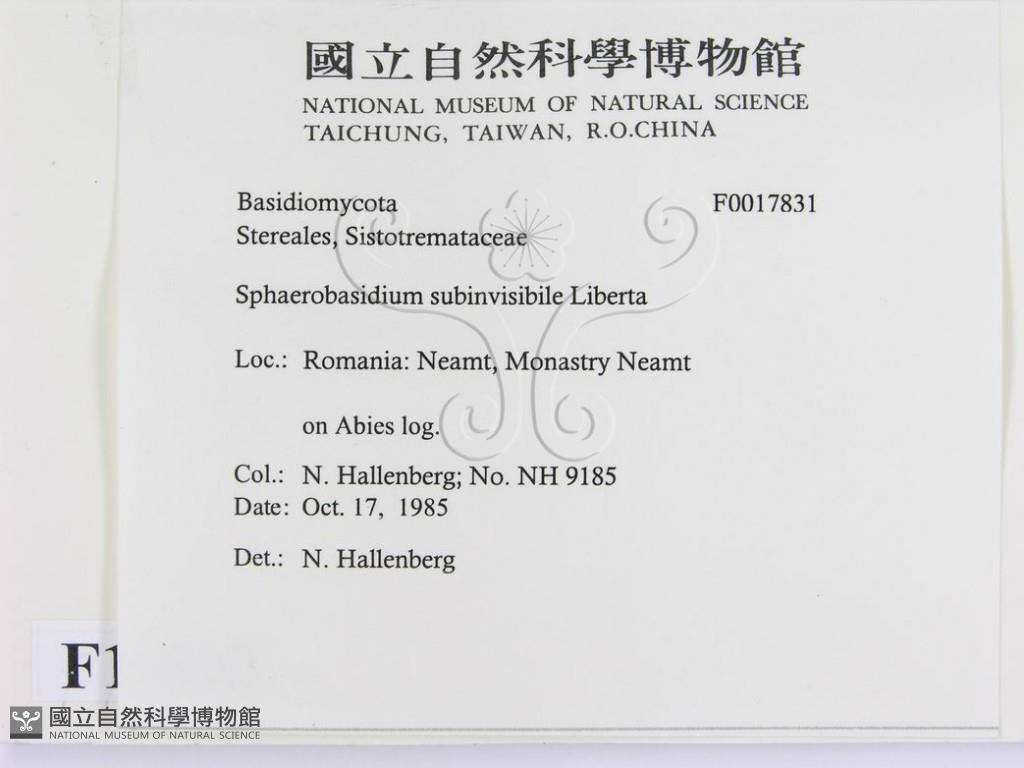 國立自然科學博物館
NATIONAL MUSEUM OF NATURAL SCIENCE
TAICHUNG, TAIWAN, R.O.CHINA
Basidiomycota F0017831
Stereales, Sistotremataceae
Sphaerobasidium subinvisibile Liberta
Loc.: Romania: Neamt, Monastry Neamt
on Abies log.
Col.: N. Hallenberg; No. NH 9185
Date: Oct. 17, 1985
Det.: N. Hallenberg
F1
國立自然科學博物館
NATIONAL MUSEUM OF NATURAL SCIENCE